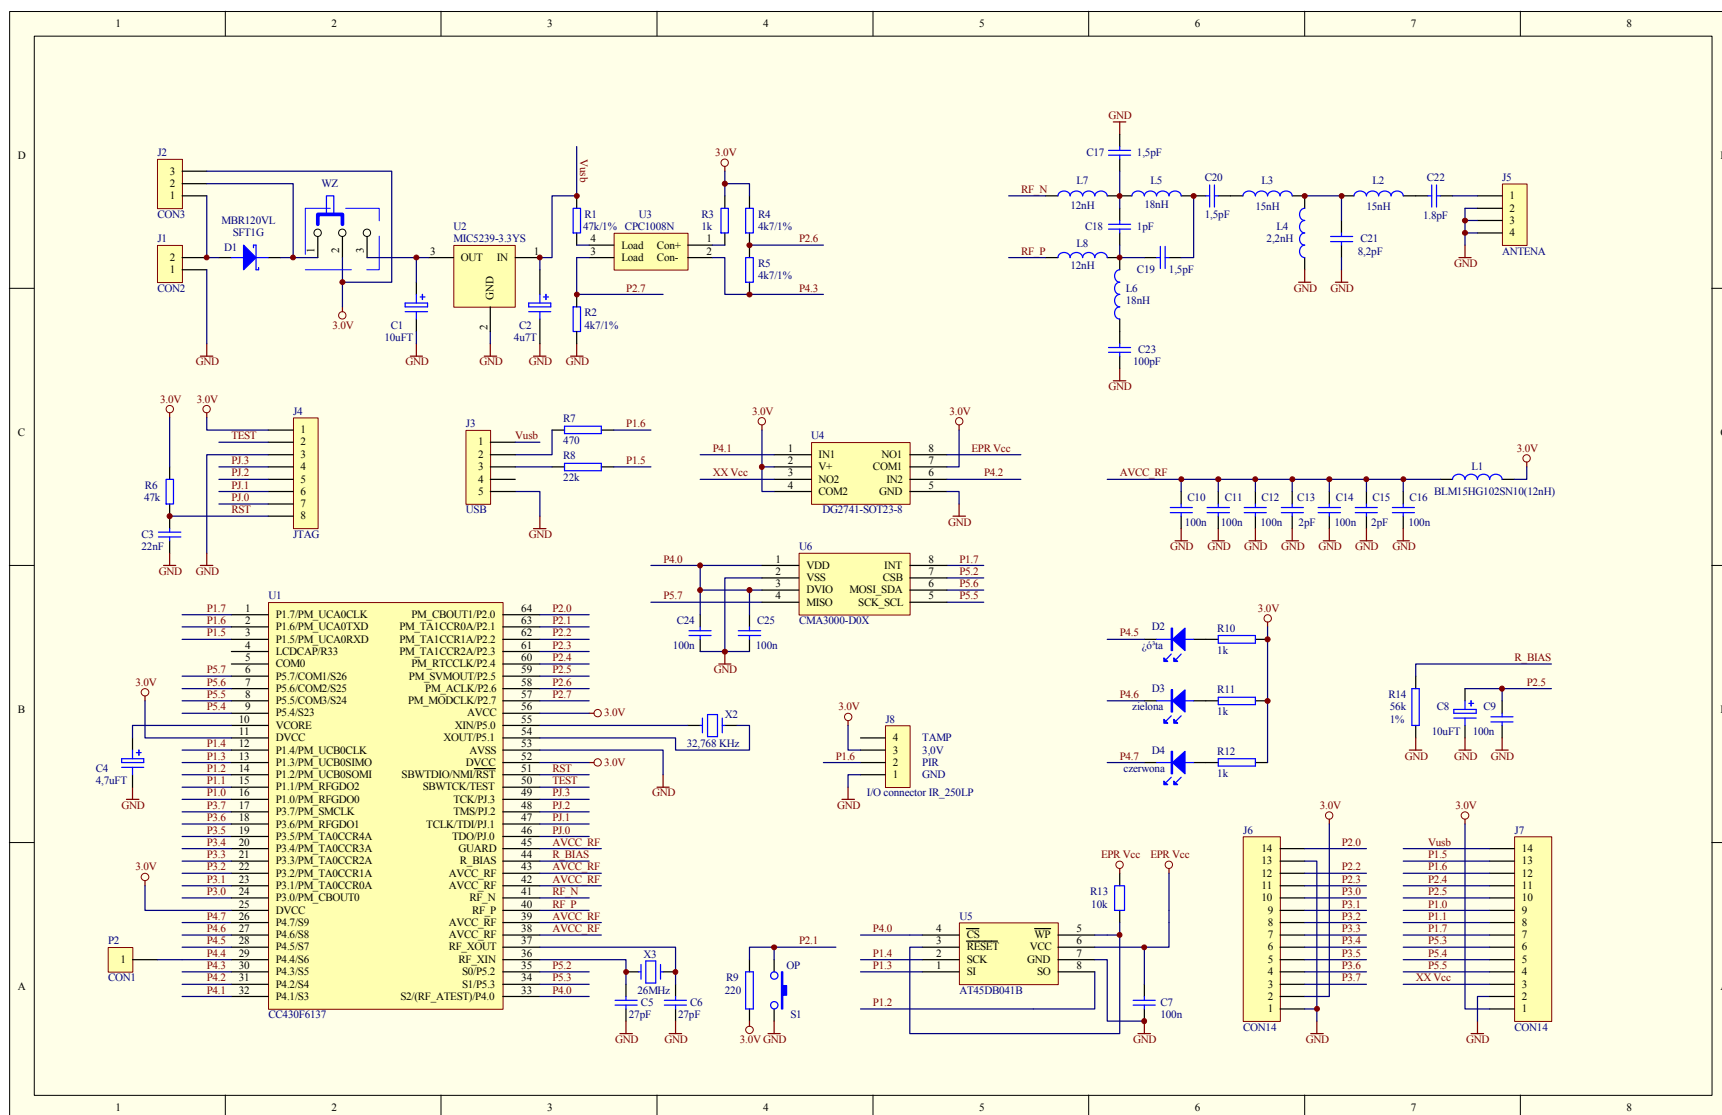 1 2 3 4 5 6 7 8
D
C
B
A
J2
3
2
1
CON3
J1
2
1
CON2
GND
MBR120VL
SFT1G
D1
WZ
1
2
3
3.0V
C1
10uFT
GND
U2
MIC5239-3.3YS
3
OUT IN
1
GND
2
GND
C2
4u7T
GND
Vusb
R1
47k/1%
R2
4k7/1%
GND
P2.7
U3
CPC1008N
4 Load Con+ 1
3 Load Con- 2
3.0V
R3
1k
R4
4k7/1%
R5
4k7/1%
P2.6
P4.3
GND
C17 1,5pF
RF_N
L7
12nH
L5
18nH
C18 1pF
RF_P
L8
12nH
C19 1,5pF
L6
18nH
C23
100pF
GND
C20
1,5pF
L3
15nH
L4
2,2nH
GND
C21
8,2pF
GND
L2
15nH
C22
1.8pF
J5
1
2
3
4
ANTENA
GND
3.0V 3.0V
R6
47k
C3
22nF
GND GND
J4
1
TEST 2
3
PJ.3 4
PJ.2 5
PJ.1 6
PJ.0 7
RST 8
JTAG
J3
1 Vusb
2
3
4
5
USB
GND
R7
470
P1.6
R8
22k
P1.5
3.0V 3.0V
U4
P4.1 1 IN1 NO1 8 EPR Vcc
2 V+ COM1 7
XX Vcc 3 NO2 IN2 6 P4.2
4 COM2 GND 5
DG2741-SOT23-8
GND
AVCC_RF
C10 C11 C12 C13 C14 C15 C16
100n 100n 100n 2pF 100n 2pF 100n
GND GND GND GND GND GND GND
L1
BLM15HG102SN10(12nH)
3.0V
U6
P4.0 1 VDD INT 8 P1.7
2 VSS CSB 7 P5.2
3 DVIO MOSI_SDA 6 P5.6
P5.7 4 MISO SCK_SCL 5 P5.5
CMA3000-D0X
C24
100n
C25
100n
GND
U1
P1.7 1 P1.7/PM_UCA0CLK PM_CBOUT1/P2.0 64 P2.0
P1.6 2 P1.6/PM_UCA0TXD PM_TA1CCR0A/P2.1 63 P2.1
P1.5 3 P1.5/PM_UCA0RXD PM_TA1CCR1A/P2.2 62 P2.2
4 LCDCAP/R33 PM_TA1CCR2A/P2.3 61 P2.3
5 COM0 PM_RTCCLK/P2.4 60 P2.4
P5.7 6 P5.7/COM1/S26 PM_SVMOUT/P2.5 59 P2.5
P5.6 7 P5.6/COM2/S25 PM_ACLK/P2.6 58 P2.6
P5.5 8 P5.5/COM3/S24 PM_MODCLK/P2.7 57 P2.7
P5.4 9 P5.4/S23 AVCC 56 3.0V
10 VCORE XIN/P5.0 55
11 DVCC XOUT/P5.1 54
P1.4 12 P1.4/PM_UCB0CLK AVSS 53
P1.3 13 P1.3/PM_UCB0SIMO DVCC 52 3.0V
P1.2 14 P1.2/PM_UCB0SOMI SBWTDIO/NMI/RST 51 RST
P1.1 15 P1.1/PM_RFGDO2 SBWTCK/TEST 50 TEST
P1.0 16 P1.0/PM_RFGDO0 TCK/PJ.3 49 PJ.3
P3.7 17 P3.7/PM_SMCLK TMS/PJ.2 48 PJ.2
P3.6 18 P3.6/PM_RFGDO1 TCLK/TDI/PJ.1 47 PJ.1
P3.5 19 P3.5/PM_TA0CCR4A TDO/PJ.0 46 PJ.0
P3.4 20 P3.4/PM_TA0CCR3A GUARD 45 AVCC_RF
P3.3 21 P3.3/PM_TA0CCR2A R_BIAS 44 R_BIAS
P3.2 22 P3.2/PM_TA0CCR1A AVCC_RF 43 AVCC_RF
P3.1 23 P3.1/PM_TA0CCR0A AVCC_RF 42 AVCC_RF
P3.0 24 P3.0/PM_CBOUT0 RF_N 41 RF_N
25 DVCC RF_P 40 RF_P
P4.7 26 P4.7/S9 AVCC_RF 39 AVCC_RF
P4.6 27 P4.6/S8 AVCC_RF 38 AVCC_RF
P4.5 28 P4.5/S7 RF_XOUT 37
P4.4 29 P4.4/S6 RF_XIN 36
P4.3 30 P4.3/S5 S0/P5.2 35 P5.2
P4.2 31 P4.2/S4 S1/P5.3 34 P5.3
P4.1 32 P4.1/S3 S2/(RF_ATEST)/P4.0 33 P4.0
CC430F6137
3.0V
C4
4,7uFT
GND
3.0V
P2
1
CON1
X2
32,768 KHz
GND
X3
26MHz
C5
27pF
C6
27pF
GND GND
P2.1
R9
220
OP
S1
3.0V GND
3.0V
J8
4 TAMP
3 3,0V
P1.6 2 PIR
1 GND
I/O connector IR_250LP
GND
3.0V
P4.5 D2 R10
¿ó³ta 1k
P4.6 D3 R11
zielona 1k
P4.7 D4 R12
czerwona 1k
R_BIAS
P2.5
R14
56k
1%
C8
10uFT
C9
100n
GND GND GND
EPR Vcc EPR Vcc
R13
10k
U5
P4.0 4 CS WP 5
3 RESET VCC 6
P1.4 2 SCK GND 7
P1.3 1 SI SO 8
P1.2
AT45DB041B
C7
100n
GND
3.0V
J6
14 P2.0
13
12 P2.2
11 P2.3
10 P3.0
9 P3.1
8 P3.2
7 P3.3
6 P3.4
5 P3.5
4 P3.6
3 P3.7
2
1
CON14
GND
3.0V
J7
Vusb 14
P1.5 13
P1.6 12
P2.4 11
P2.5 10
P1.0 9
P1.1 8
P1.7 7
P5.3 6
P5.4 5
P5.5 4
XX Vcc 3
2
1
CON14
GND
1 2 3 4 5 6 7 8